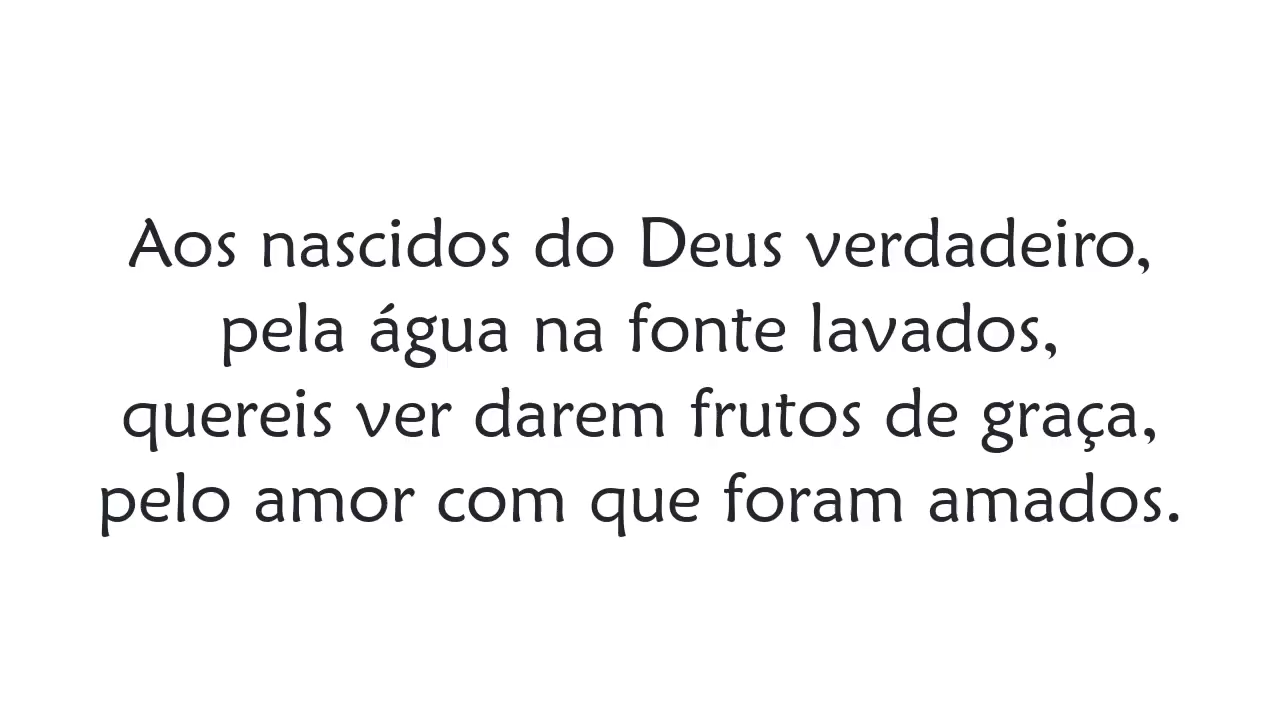 Aos nascidos do Deus verdadeiro,
pela água na fonte lavados,
quereis ver darem frutos de graça,
pelo amor com que foram amados.